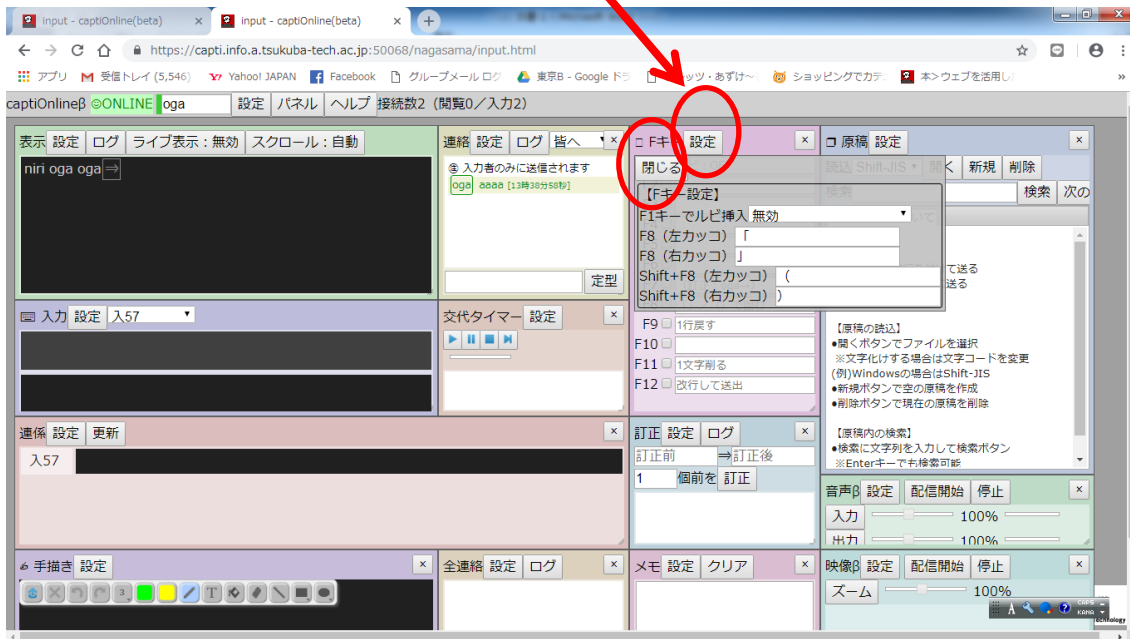 input - captiOnline(beta) × input - captiOnline(beta) ×
https://capti.info.a.tsukuba-tech.ac.jp:50068/nagasama/input.html
アプリ 受信トレイ (5,546) Yahoo! JAPAN Facebook グループメール ログ 東京B - Google ドラ ッツ・あずけ〜 ショッピングでカテ: 本>ウェブを活用し »
captiOnlineβ ☺ONLINE oga 設定 パネル ヘルプ 接続数2 (閲覧0／入力2)
表示 設定 ログ ライブ表示：無効 スクロール：自動
niri oga oga⇒
連絡 設定 ログ 皆へ ×
入力者のみに送信されます
oga aaaa [13時38分58秒]
定型
Fキー 設定 ×
閉じる
【Fキー設定】
F1キーでルビ挿入 無効
F8（左カッコ） 「
F8（右カッコ） 」
Shift+F8（左カッコ） （
Shift+F8（右カッコ） ）
F9 1行戻す
F10
F11 1文字削る
F12 改行して送出
原稿 設定 ×
読込 Shift-JIS 開く 新規 削除
検索 検索 次の
て送る
送る
【原稿の読込】
●開くボタンでファイルを選択
※文字化けする場合は文字コードを変更
(例)Windowsの場合はShift-JIS
●新規ボタンで空の原稿を作成
●削除ボタンで現在の原稿を削除
【原稿内の検索】
●検索に文字列を入力して検索ボタン
※Enterキーでも検索可能
入力 設定 入57
交代タイマー 設定 ×
連係 設定 更新 ×
入57
訂正 設定 ログ ×
訂正前 ⇒訂正後
1 個前を 訂正
音声β 設定 配信開始 停止 ×
入力 100%
出力 100%
手描き 設定 ×
全連絡 設定 ログ ×
メモ 設定 クリア ×
映像β 設定 配信開始 停止 ×
ズーム 100%
A CAPS KANA
echnology